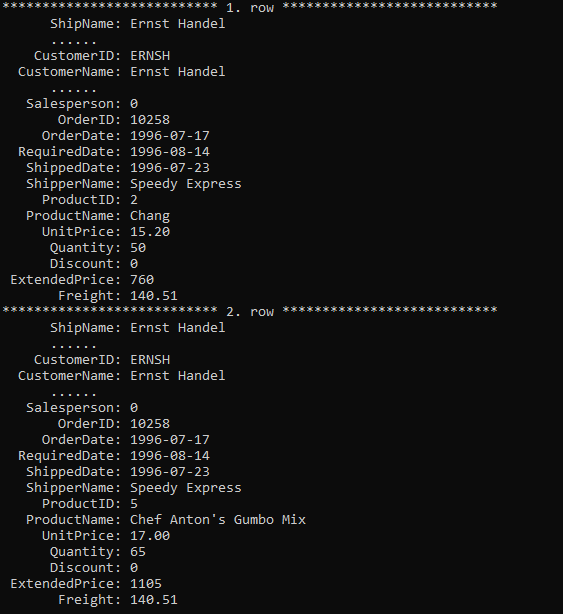 *************************** 1. row ***************************
ShipName: Ernst Handel
......
CustomerID: ERNSH
CustomerName: Ernst Handel
......
Salesperson: 0
OrderID: 10258
OrderDate: 1996-07-17
RequiredDate: 1996-08-14
ShippedDate: 1996-07-23
ShipperName: Speedy Express
ProductID: 2
ProductName: Chang
UnitPrice: 15.20
Quantity: 50
Discount: 0
ExtendedPrice: 760
Freight: 140.51
*************************** 2. row ***************************
ShipName: Ernst Handel
......
CustomerID: ERNSH
CustomerName: Ernst Handel
......
Salesperson: 0
OrderID: 10258
OrderDate: 1996-07-17
RequiredDate: 1996-08-14
ShippedDate: 1996-07-23
ShipperName: Speedy Express
ProductID: 5
ProductName: Chef Anton's Gumbo Mix
UnitPrice: 17.00
Quantity: 65
Discount: 0
ExtendedPrice: 1105
Freight: 140.51